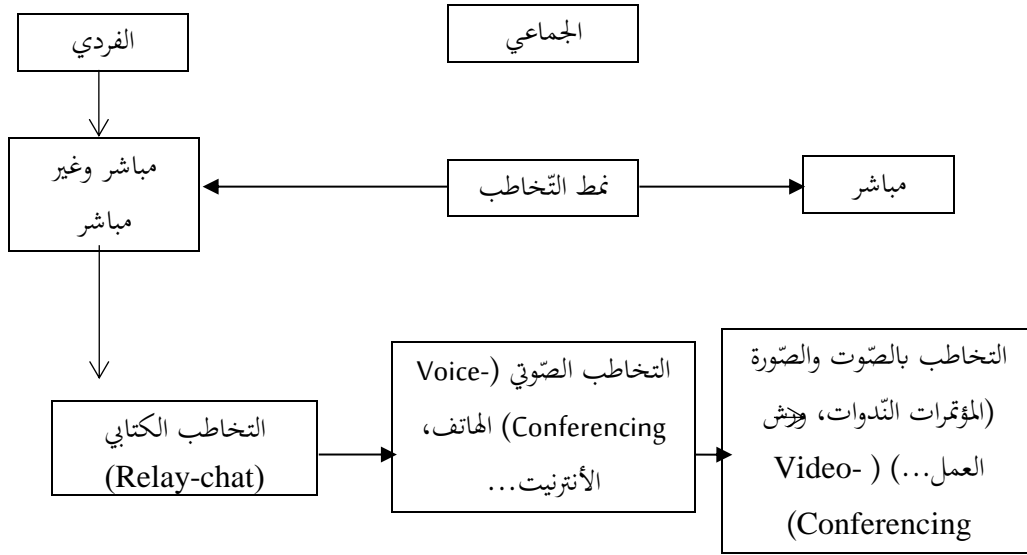 الجماعي
الفردي
مباشر
نمط التّخاطب
مباشر وغير
مباشر
التخاطب بالصّوت والصّورة
(المؤتمرات النّدوات، ورش
العمل...) (Video-
Conferencing)
التخاطب الصّوتي (Voice-
Conferencing) الهاتف،
الأنترنيت...
التخاطب الكتابي
(Relay-chat)